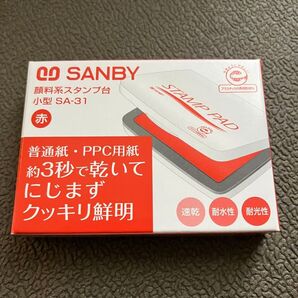 SANBY
顔料系スタンプ台
小型 SA-31
赤
STAMP PAD
普通紙・PPC用紙
約3秒で乾いて
にじまず
クッキリ鮮明
速乾
耐水性
耐光性